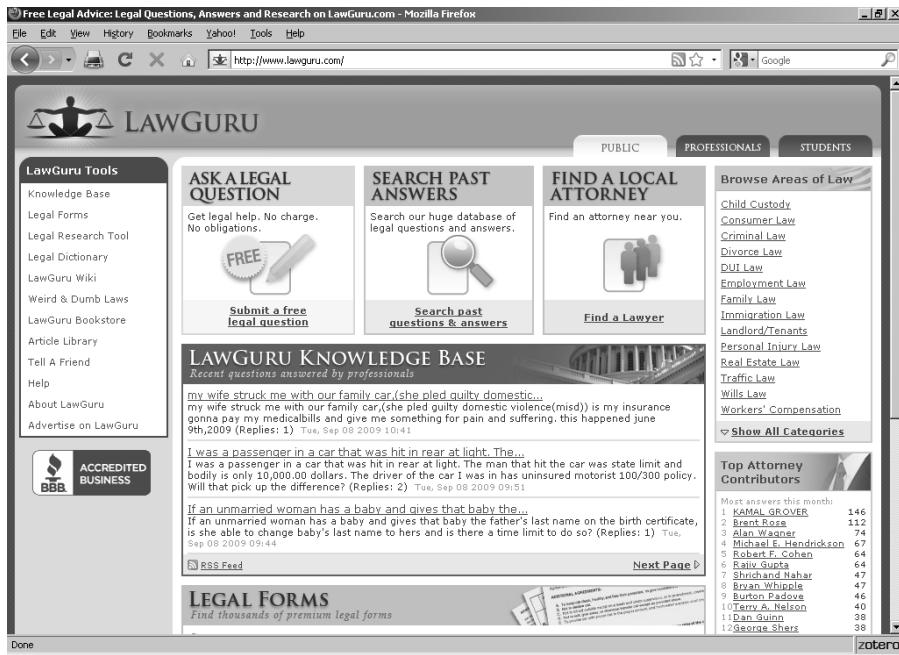 Free Legal Advice: Legal Questions, Answers and Research on LawGuru.com - Mozilla Firefox
File Edit View History Bookmarks Yahoo! Tools Help
http://www.lawguru.com/
Google
LAWGURU
PUBLIC
PROFESSIONALS
STUDENTS
LawGuru Tools
Knowledge Base
Legal Forms
Legal Research Tool
Legal Dictionary
LawGuru Wiki
Weird & Dumb Laws
LawGuru Bookstore
Article Library
Tell A Friend
Help
About LawGuru
Advertise on LawGuru
BBB
ACCREDITED
BUSINESS
ASK A LEGAL
QUESTION
Get legal help. No charge.
No obligations.
FREE
Submit a free
legal question
SEARCH PAST
ANSWERS
Search our huge database of
legal questions and answers.
Search past
questions & answers
FIND A LOCAL
ATTORNEY
Find an attorney near you.
Find a Lawyer
LAWGURU KNOWLEDGE BASE
Recent questions answered by professionals
my wife struck me with our family car,(she pled guilty domestic...
my wife struck me with our family car,(she pled guilty domestic violence(misd)) is my insurance
gonna pay my medicalbills and give me something for pain and suffering. this happened june
9th,2009 (Replies: 1) Tue, Sep 08 2009 10:41
I was a passenger in a car that was hit in rear at light. The...
I was a passenger in a car that was hit in rear at light. The man that hit the car was state limit and
bodily is only 10,000.00 dollars. The driver of the car I was in has uninsured motorist 100/300 policy.
Will that pick up the difference? (Replies: 2) Tue, Sep 08 2009 09:51
If an unmarried woman has a baby and gives that baby the...
If an unmarried woman has a baby and gives that baby the father's last name on the birth certificate,
is she able to change baby's last name to hers and is there a time limit to do so? (Replies: 1) Tue,
Sep 08 2009 09:44
RSS Feed
Next Page
LEGAL FORMS
Find thousands of premium legal forms
Browse Areas of Law
Child Custody
Consumer Law
Criminal Law
Divorce Law
DUI Law
Employment Law
Family Law
Immigration Law
Landlord/Tenants
Personal Injury Law
Real Estate Law
Traffic Law
Wills Law
Workers' Compensation
Show All Categories
Top Attorney
Contributors
Most answers this month:
1 KAMAL GROVER 146
2 Brent Rose 112
3 Alan Wagner 74
4 Michael E. Hendrickson 67
5 Robert F. Cohen 64
6 Rajiv Gupta 64
7 Shrichand Nahar 47
8 Bryan Whipple 47
9 Burton Padove 46
10 Terry A. Nelson 40
11 Dan Guinn 38
12 George Shers 38
Done
zotero